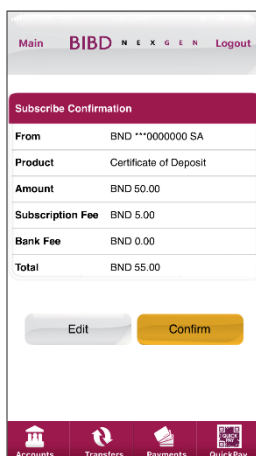 Main BIBD NEXGEN Logout
Subscribe Confirmation
From BND ***0000000 SA
Product Certificate of Deposit
Amount BND 50.00
Subscription Fee BND 5.00
Bank Fee BND 0.00
Total BND 55.00
Edit Confirm
QUICK
PAY
Accounts Transfers Payments QuickPay